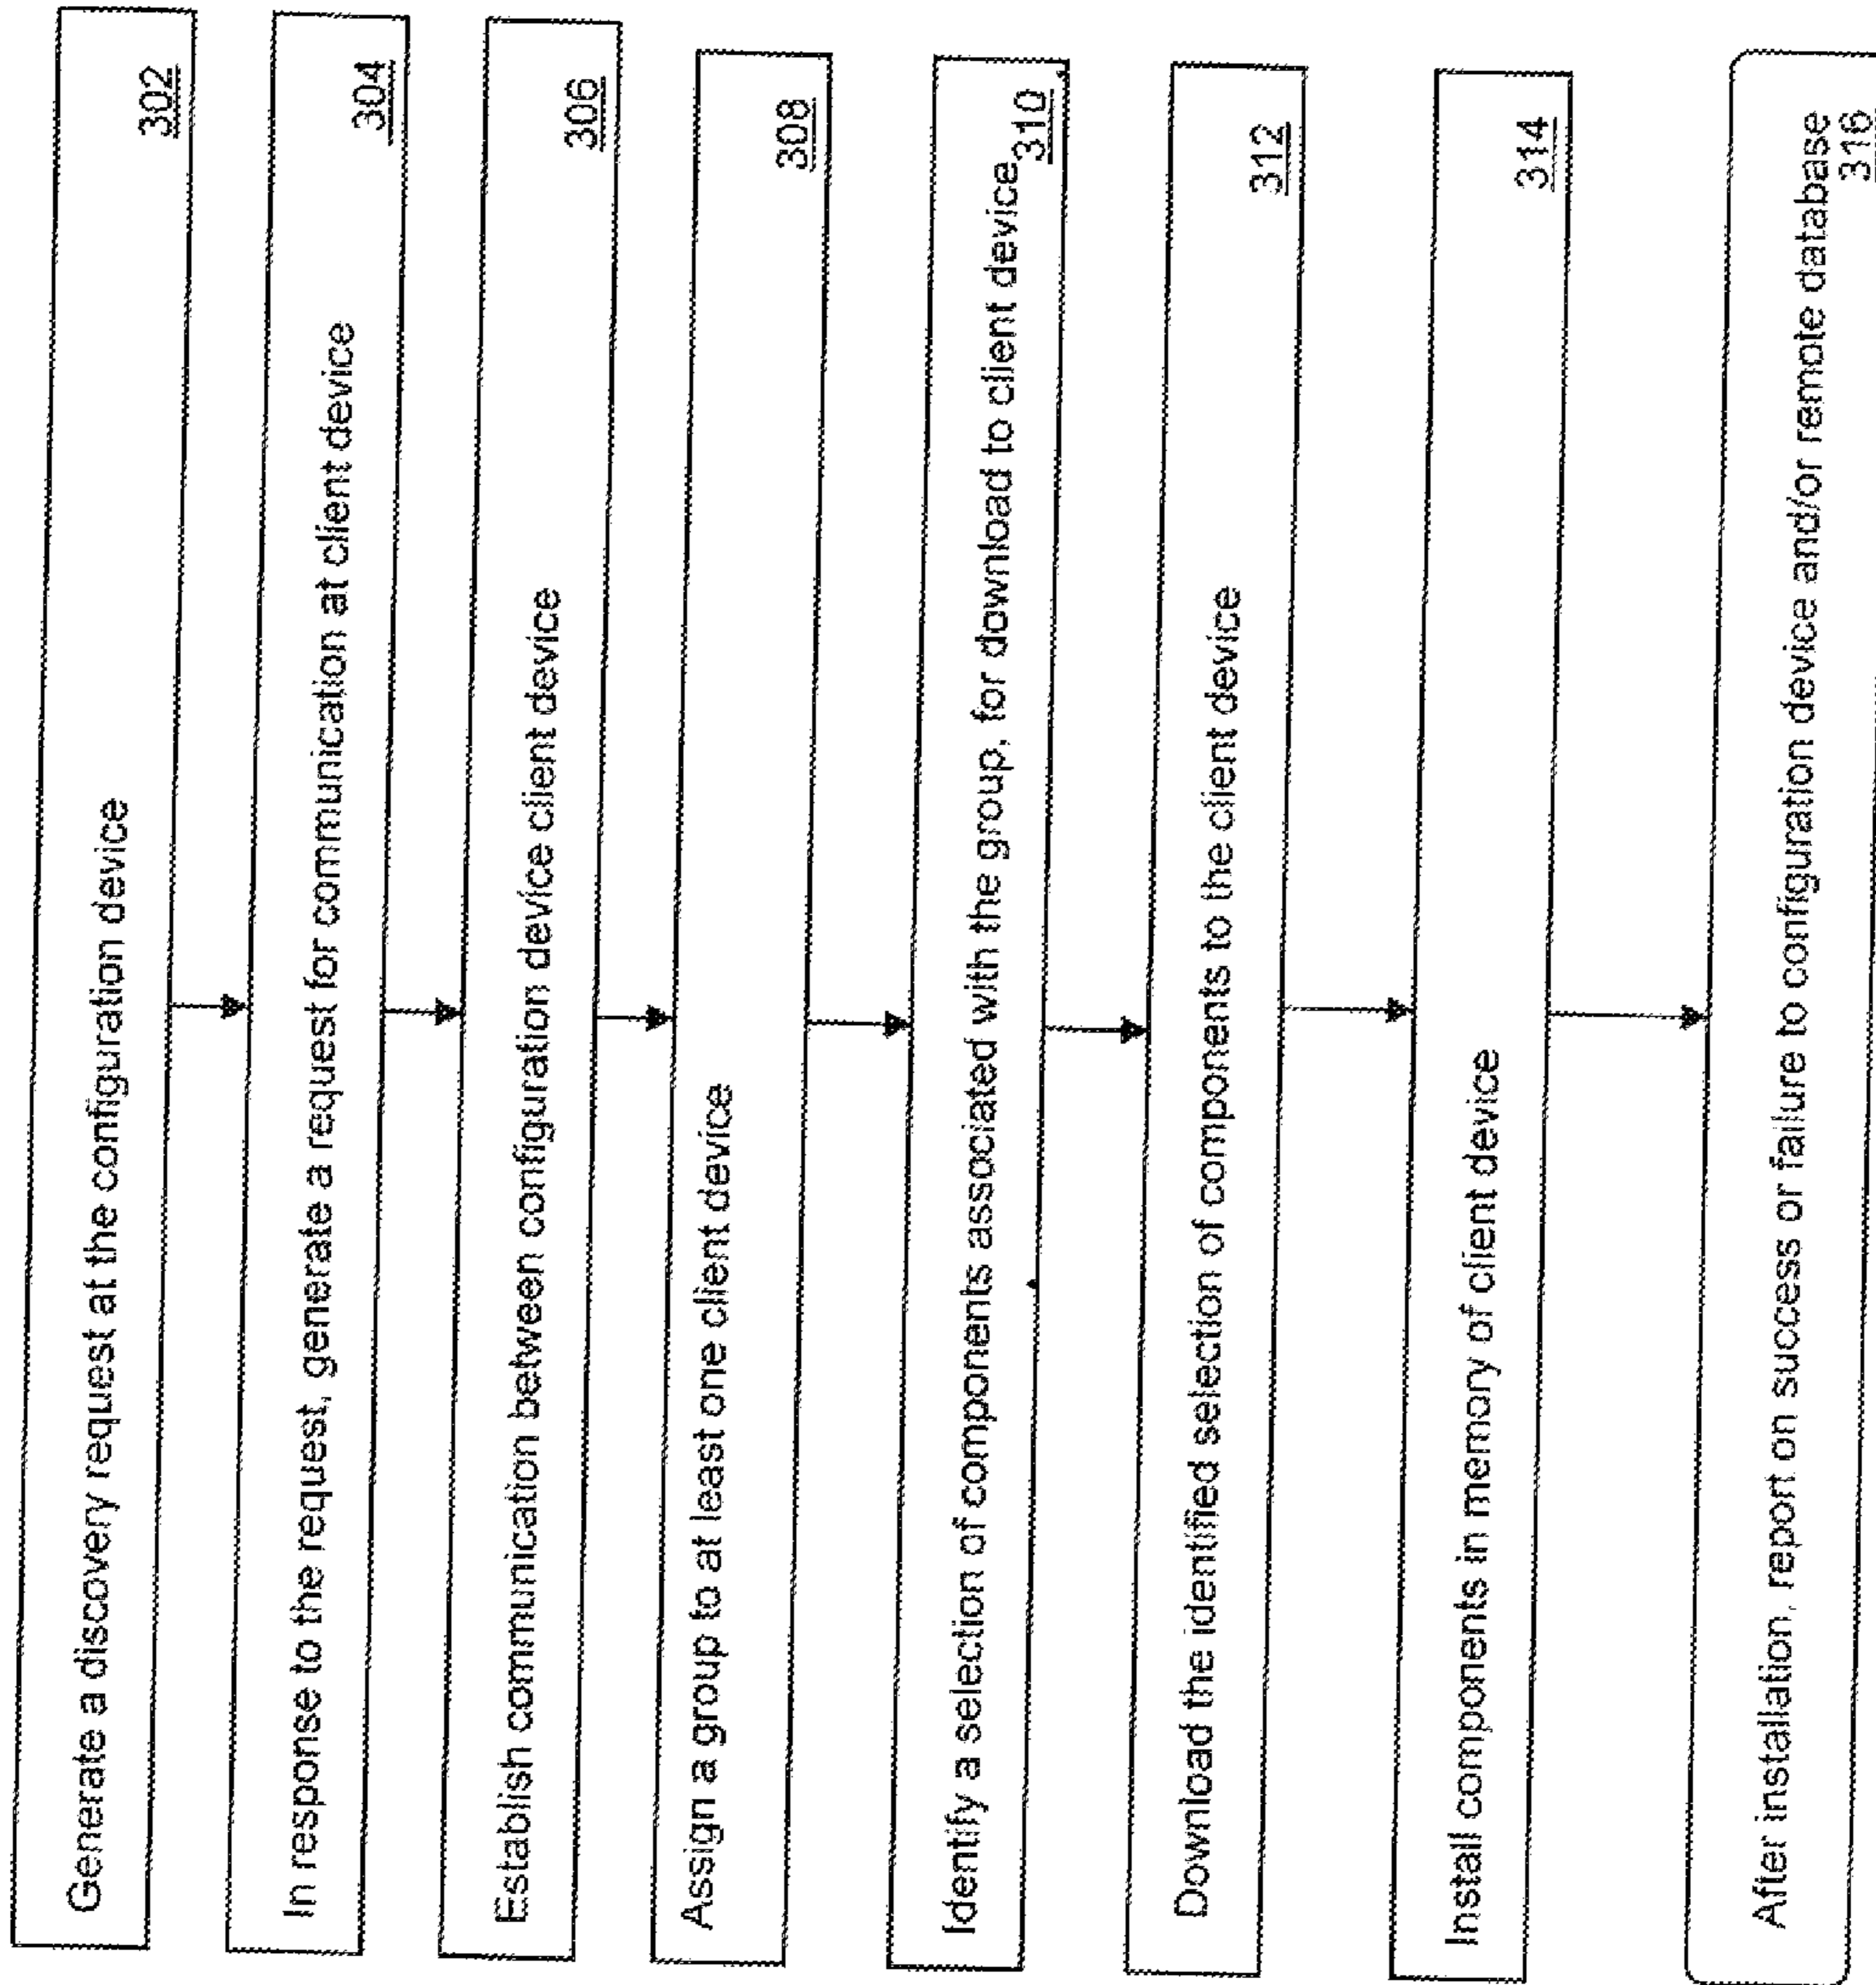 Generate a discovery request at the configuration device
302
In response to the request, generate a request for communication at client device
304
Establish communication between configuration device client device
306
Assign a group to at least one client device
308
Identify a selection of components associated with the group, for download to client device
310
Download the identified selection of components to the client device
312
Install components in memory of client device
314
After installation, report on success or failure to configuration device and/or remote database
316